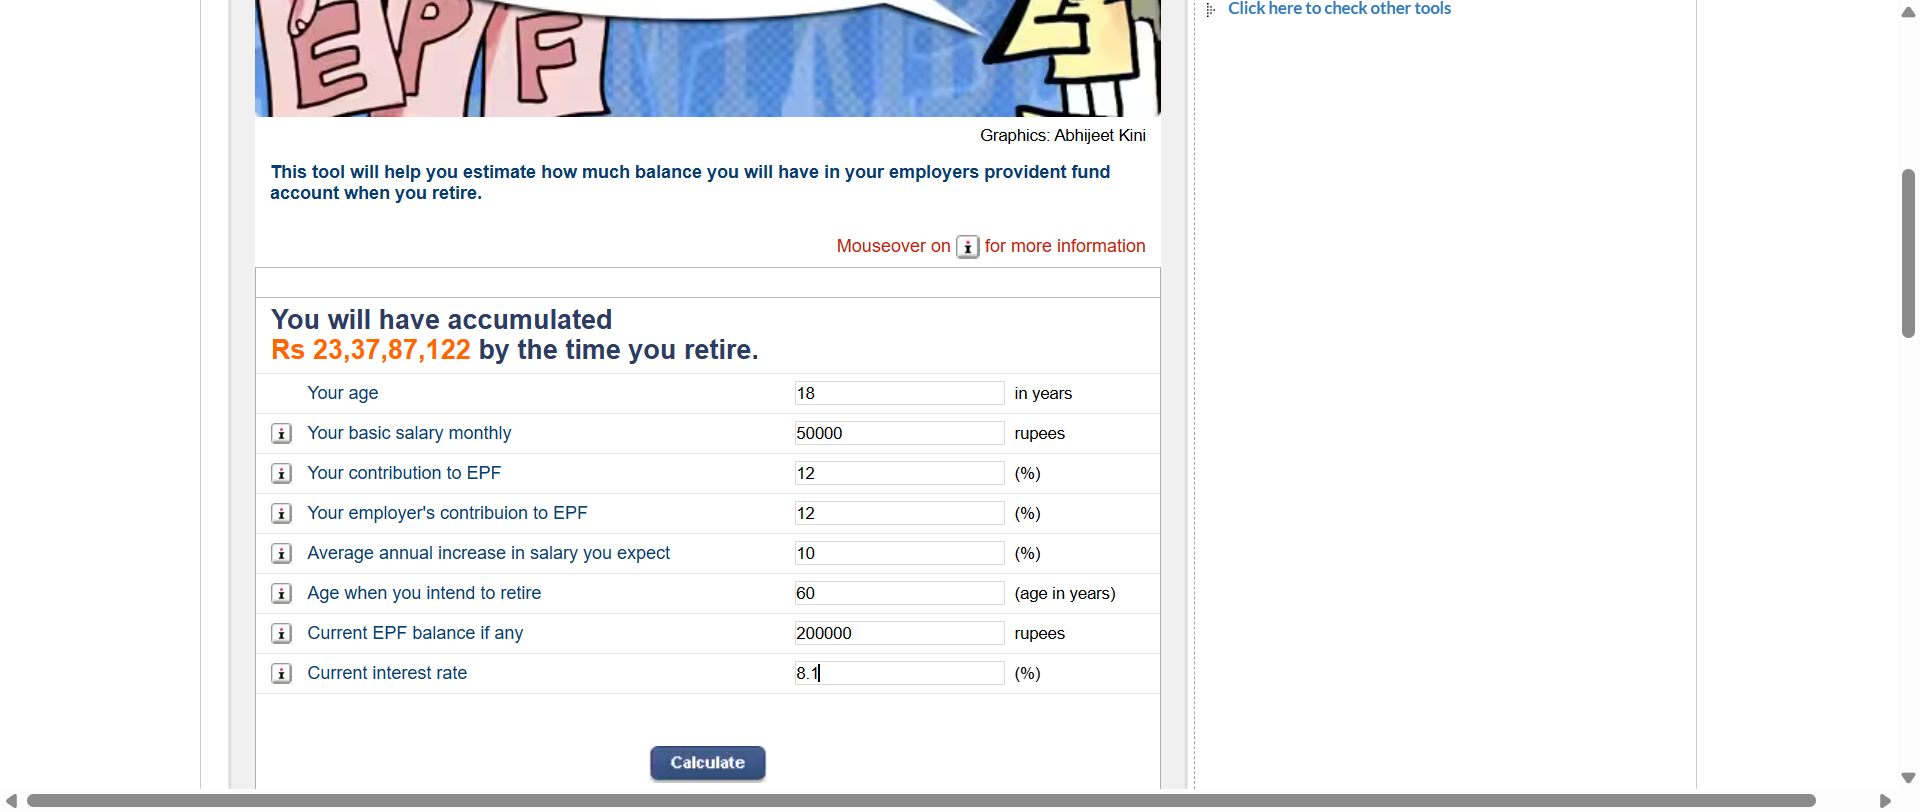 EPF
Click here to check other tools
Graphics: Abhijeet Kini
This tool will help you estimate how much balance you will have in your employers provident fund
account when you retire.
Mouseover on i for more information
You will have accumulated
Rs 23,37,87,122 by the time you retire.
Your age 18 in years
i Your basic salary monthly 50000 rupees
i Your contribution to EPF 12 (%)
i Your employer's contribuion to EPF 12 (%)
i Average annual increase in salary you expect 10 (%)
i Age when you intend to retire 60 (age in years)
i Current EPF balance if any 200000 rupees
i Current interest rate 8.1 (%)
Calculate